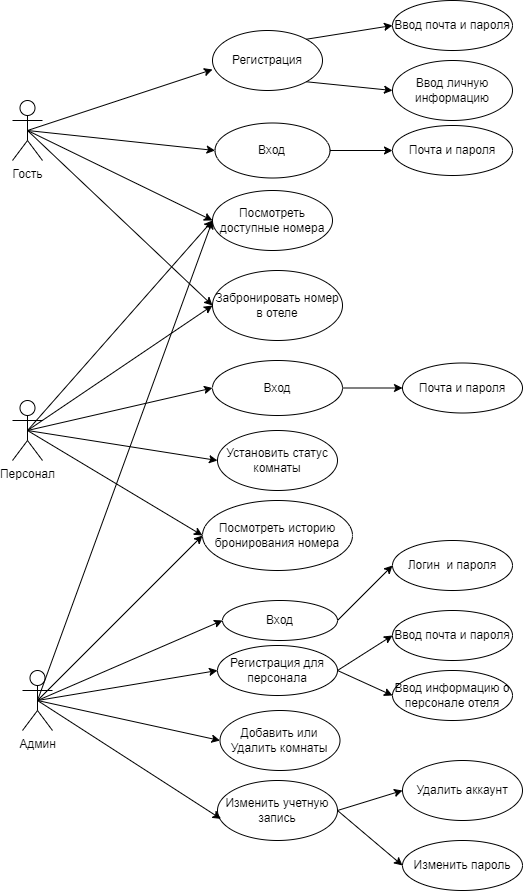 Ввод почта и пароля
Регистрация
Ввод личную
информацию
Гость
Вход
Почта и пароля
Посмотреть
доступные номера
Забронировать номер
в отеле
Вход
Почта и пароля
Персонал
Установить статус
комнаты
Посмотреть историю
бронирования номера
Логин и пароля
Вход
Ввод почта и пароля
Регистрация для
персонала
Ввод информацию о
персонале отеля
Админ
Добавить или
Удалить комнаты
Изменить учетную
запись
Удалить аккаунт
Изменить пароль